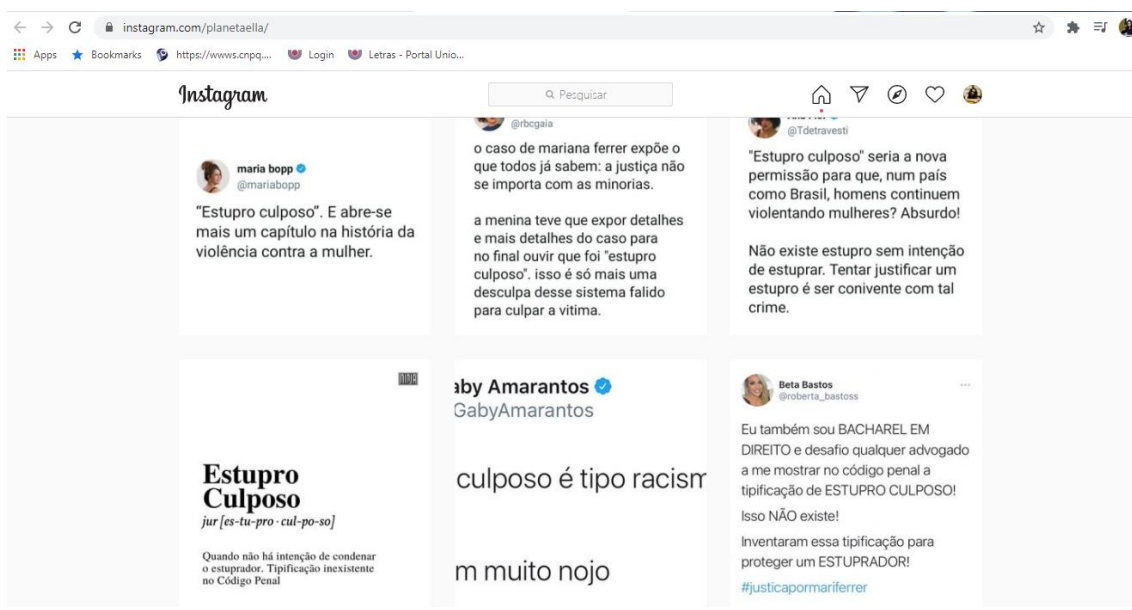 instagram.com/planetaella/
Apps Bookmarks https://wwws.cnpq.... Login Letras - Portal Unio...
Instagram
Pesquisar
maria bopp
@mariabopp
"Estupro culposo". E abre-se
mais um capítulo na história da
violência contra a mulher.
@rbcgaia
o caso de mariana ferrer expõe o
que todos já sabem: a justiça não
se importa com as minorias.
a menina teve que expor detalhes
e mais detalhes do caso para
no final ouvir que foi "estupro
culposo". isso é só mais uma
desculpa desse sistema falido
para culpar a vitima.
@Tdetravesti
"Estupro culposo" seria a nova
permissão para que, num país
como Brasil, homens continuem
violentando mulheres? Absurdo!
Não existe estupro sem intenção
de estuprar. Tentar justificar um
estupro é ser conivente com tal
crime.
Estupro
Culposo
jur [es-tu-pro · cul-po-so]
Quando não há intenção de condenar
o estuprador. Tipificação inexistente
no Código Penal
aby Amarantos
GabyAmarantos
culposo é tipo racism
m muito nojo
Beta Bastos
@roberta_bastoss
Eu também sou BACHAREL EM
DIREITO e desafio qualquer advogado
a me mostrar no código penal a
tipificação de ESTUPRO CULPOSO!
Isso NÃO existe!
Inventaram essa tipificação para
proteger um ESTUPRADOR!
#justicapormariferrer